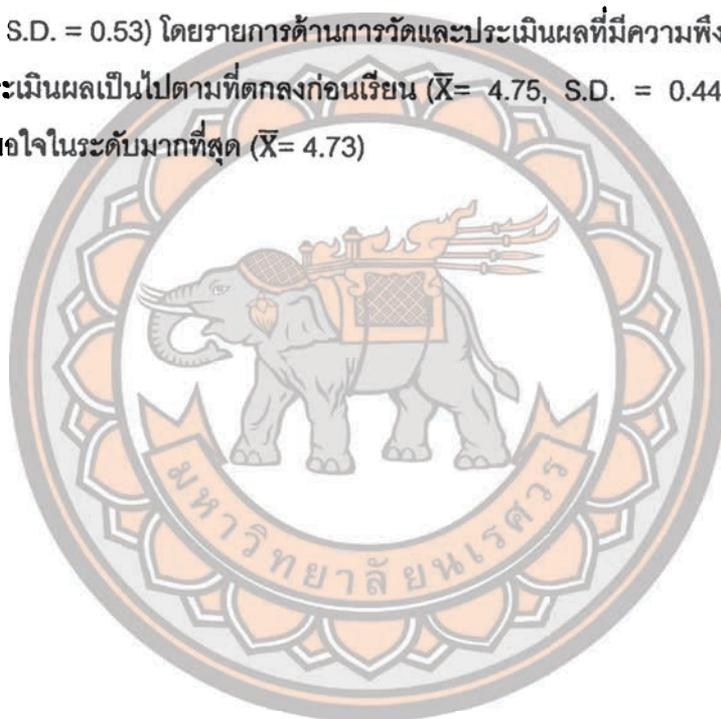 S.D. = 0.53) โดยรายการด้านการวัดและประเมินผลที่มีความพึง
ะเมินผลเป็นไปตามที่ตกลงก่อนเรียน (X̅= 4.75, S.D. = 0.44
อใจในระดับมากที่สุด (X̅= 4.73)
มหาวิทยาลัยนเรศวร